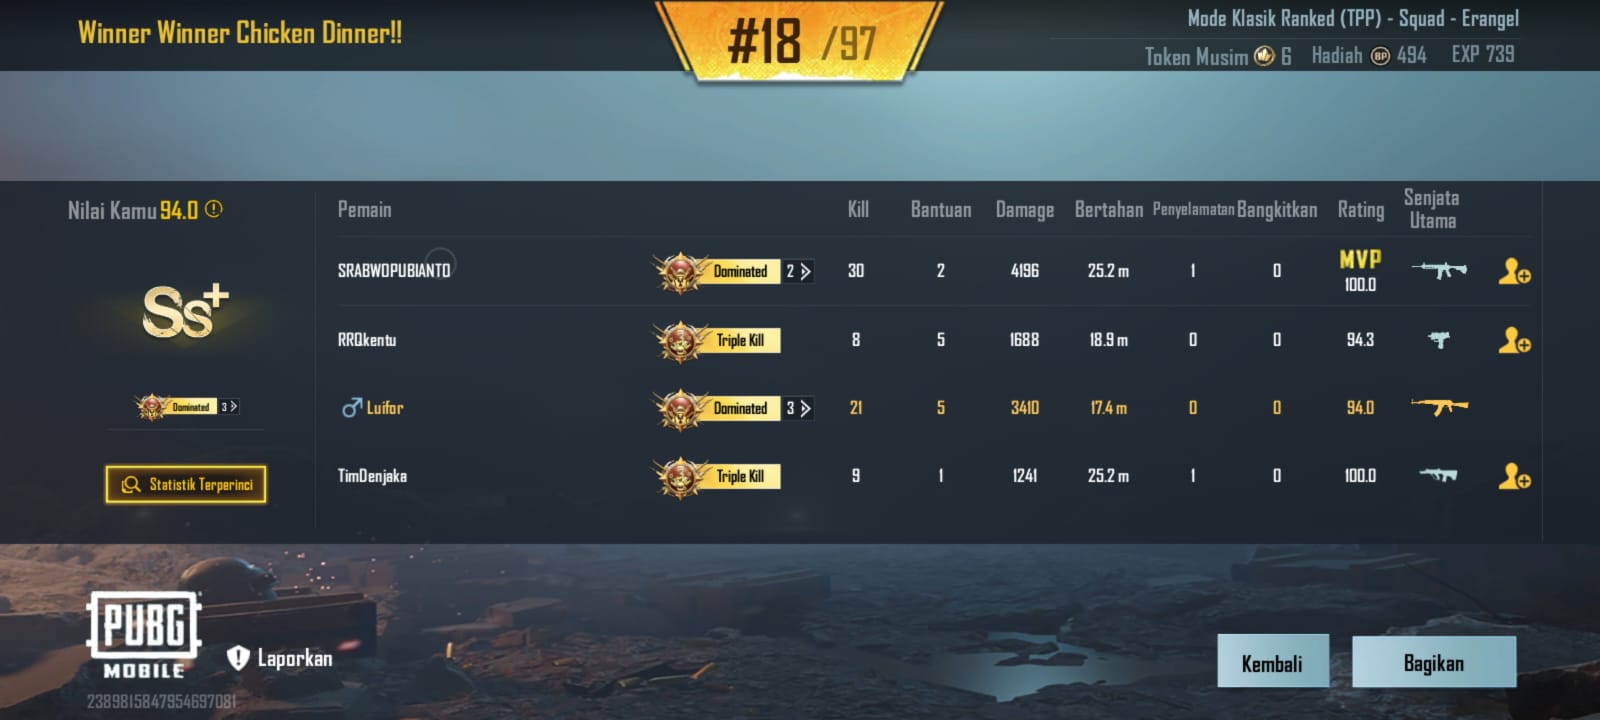 Winner Winner Chicken Dinner!!
#18 /97
Mode Klasik Ranked (TPP) - Squad - Erangel
Token Musim 6 Hadiah BP 494 EXP 739
Nilai Kamu 94.0
Ss+
Dominated 3
Statistik Terperinci
Pemain Kill Bantuan Damage Bertahan Penyelamatan Bangkitkan Rating Senjata Utama
SRABWOPUBIANTO Dominated 2 30 2 4196 25.2 m 1 0 MVP 100.0
RRQkentu Triple Kill 8 5 1688 18.9 m 0 0 94.3
Luifor Dominated 3 21 5 3410 17.4 m 0 0 94.0
TimDenjaka Triple Kill 9 1 1241 25.2 m 1 0 100.0
PUBG
MOBILE
Laporkan
2389815847954697081
Kembali
Bagikan